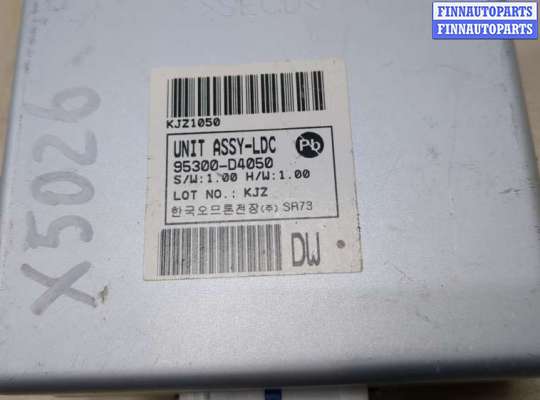 >SECD<
FINNAUTOPARTS
FINNAUTOPARTS
X5026
KJZ1050
UNIT ASSY-LDC
Pb
95300-D4050
S/W:1.00 H/W:1.00
LOT NO.: KJZ
한국오므론전장(주) SA73
DW